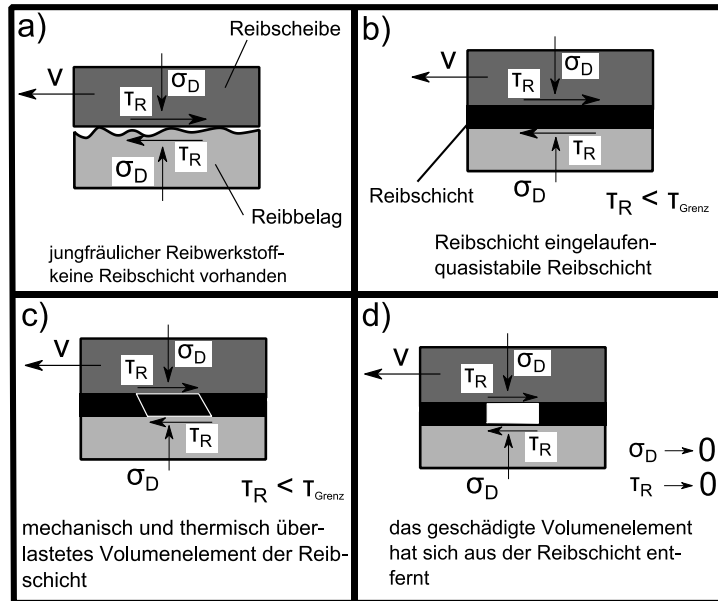 a)
Reibscheibe
V
σD
τR
τR
σD
Reibbelag
jungfräulicher Reibwerkstoff-
keine Reibschicht vorhanden
b)
V
σD
τR
τR
Reibschicht
σD
τR < τGrenz
Reibschicht eingelaufen-
quasistabile Reibschicht
c)
V
σD
τR
τR
σD
τR < τGrenz
mechanisch und thermisch über-
lastetes Volumenelement der Reib-
schicht
d)
V
σD
τR
τR
σD
σD → 0
τR → 0
das geschädigte Volumenelement
hat sich aus der Reibschicht ent-
fernt